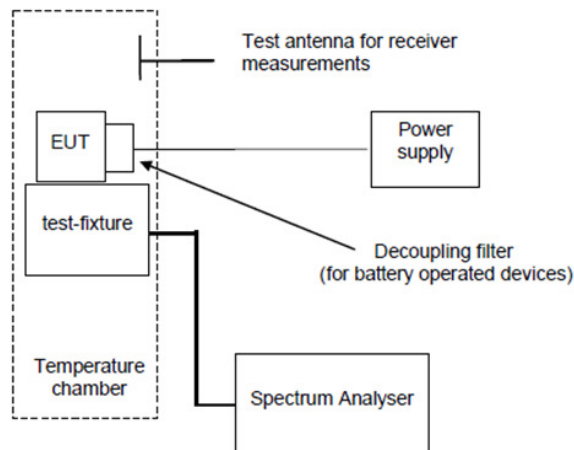 Test antenna for receiver
measurements
EUT
Power
supply
test-fixture
Decoupling filter
(for battery operated devices)
Temperature
chamber
Spectrum Analyser